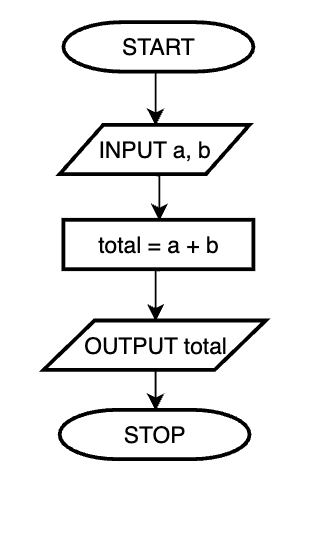 START
INPUT a, b
total = a + b
OUTPUT total
STOP